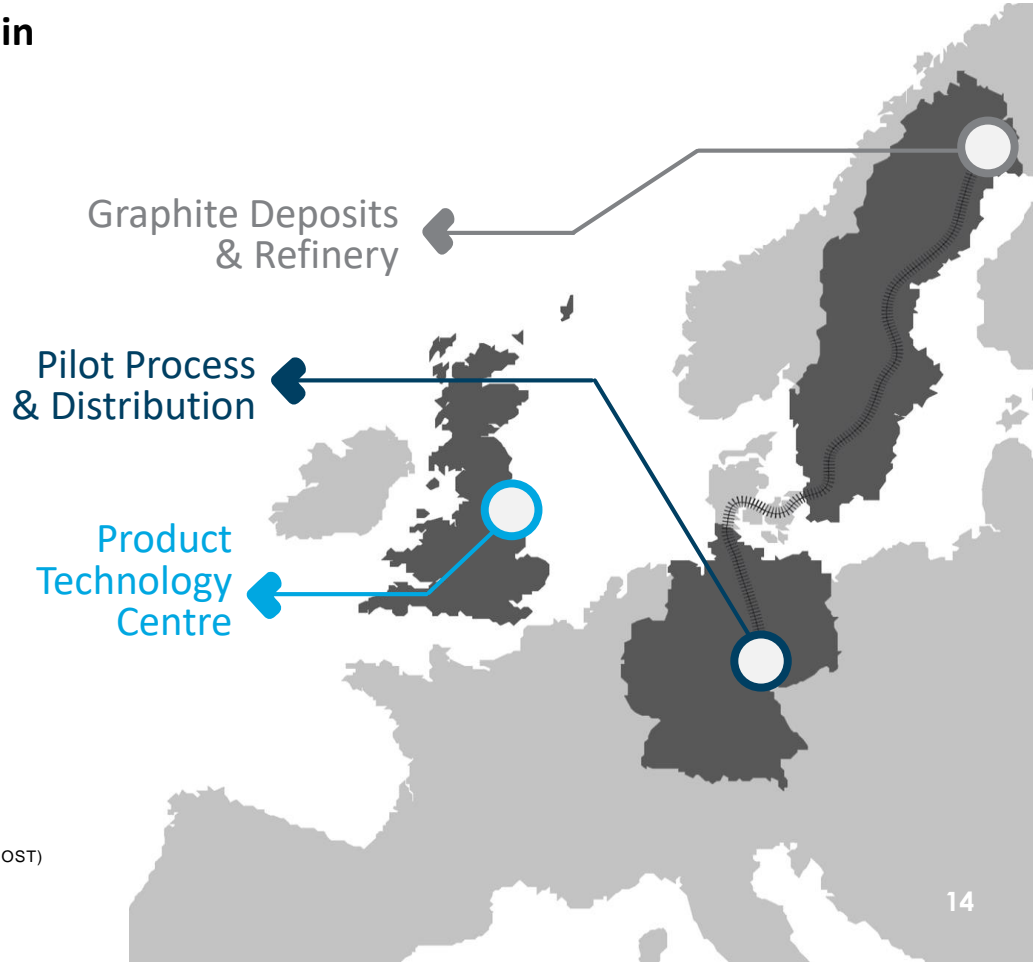 in
Graphite Deposits
& Refinery
Pilot Process
& Distribution
Product
Technology
Centre
OST)
14